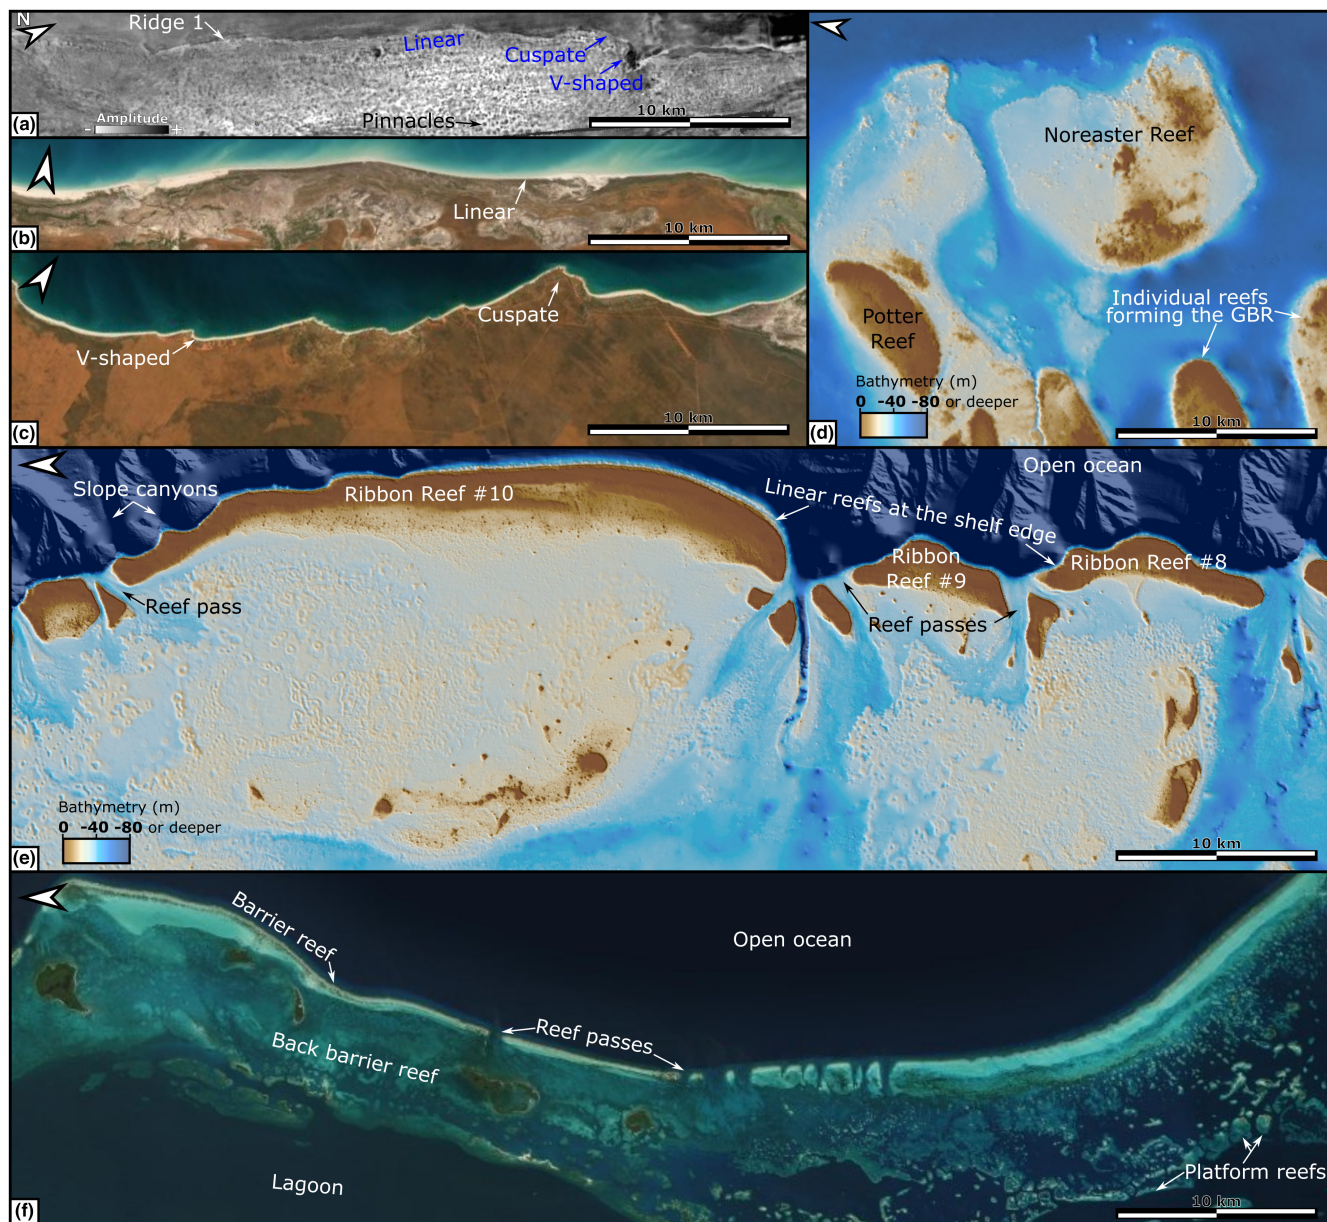 N
Ridge 1
Linear
Cuspate
V-shaped
Pinnacles
10 km
Amplitude
- +
(a)
Linear
10 km
(b)
V-shaped
Cuspate
10 km
(c)
Noreaster Reef
Potter
Reef
Individual reefs
forming the GBR
Bathymetry (m)
0 -40 -80 or deeper
10 km
(d)
Slope canyons
Ribbon Reef #10
Open ocean
Linear reefs at the shelf edge
Ribbon
Reef #9
Ribbon Reef #8
Reef pass
Reef passes
Bathymetry (m)
0 -40 -80 or deeper
10 km
(e)
Barrier reef
Open ocean
Reef passes
Back barrier reef
Lagoon
Platform reefs
10 km
(f)